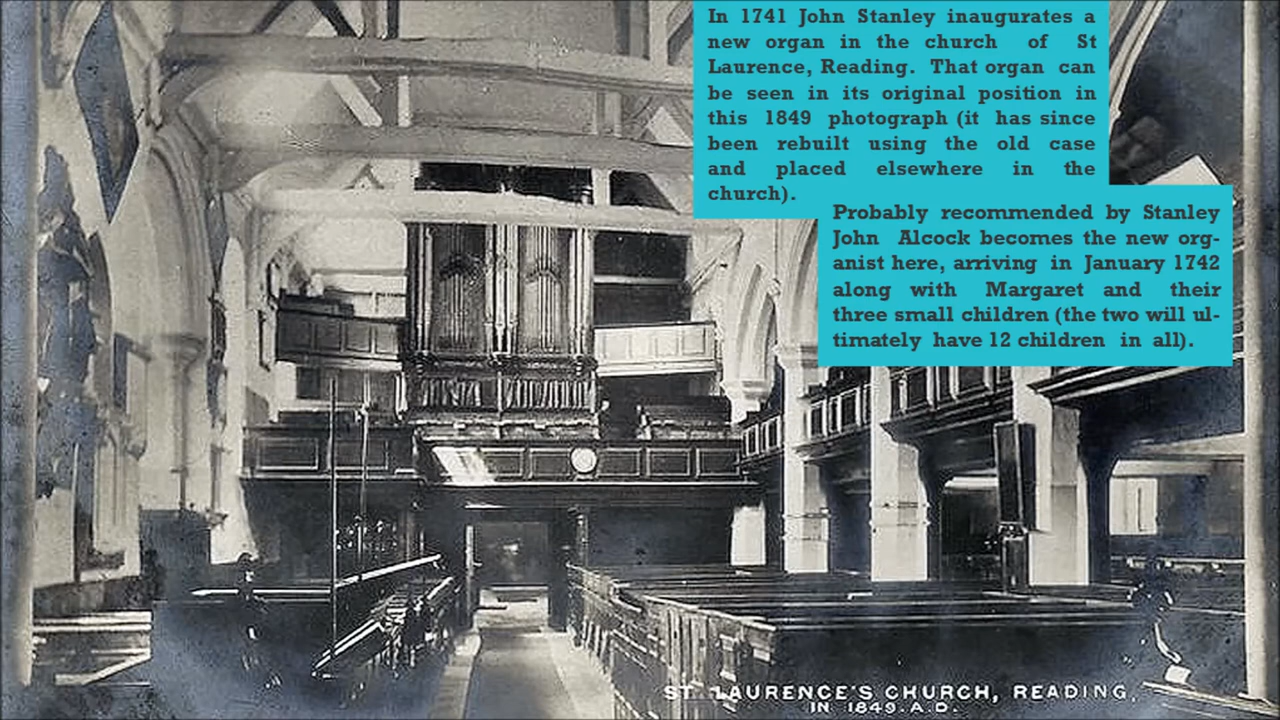 In 1741 John Stanley inaugurates a
new organ in the church of St
Laurence, Reading. That organ can
be seen in its original position in
this 1849 photograph (it has since
been rebuilt using the old case
and placed elsewhere in the
church).
Probably recommended by Stanley
John Alcock becomes the new org-
anist here, arriving in January 1742
along with Margaret and their
three small children (the two will ul-
timately have 12 children in all).
ST. LAURENCE'S CHURCH, READING,
IN 1849. A.D.